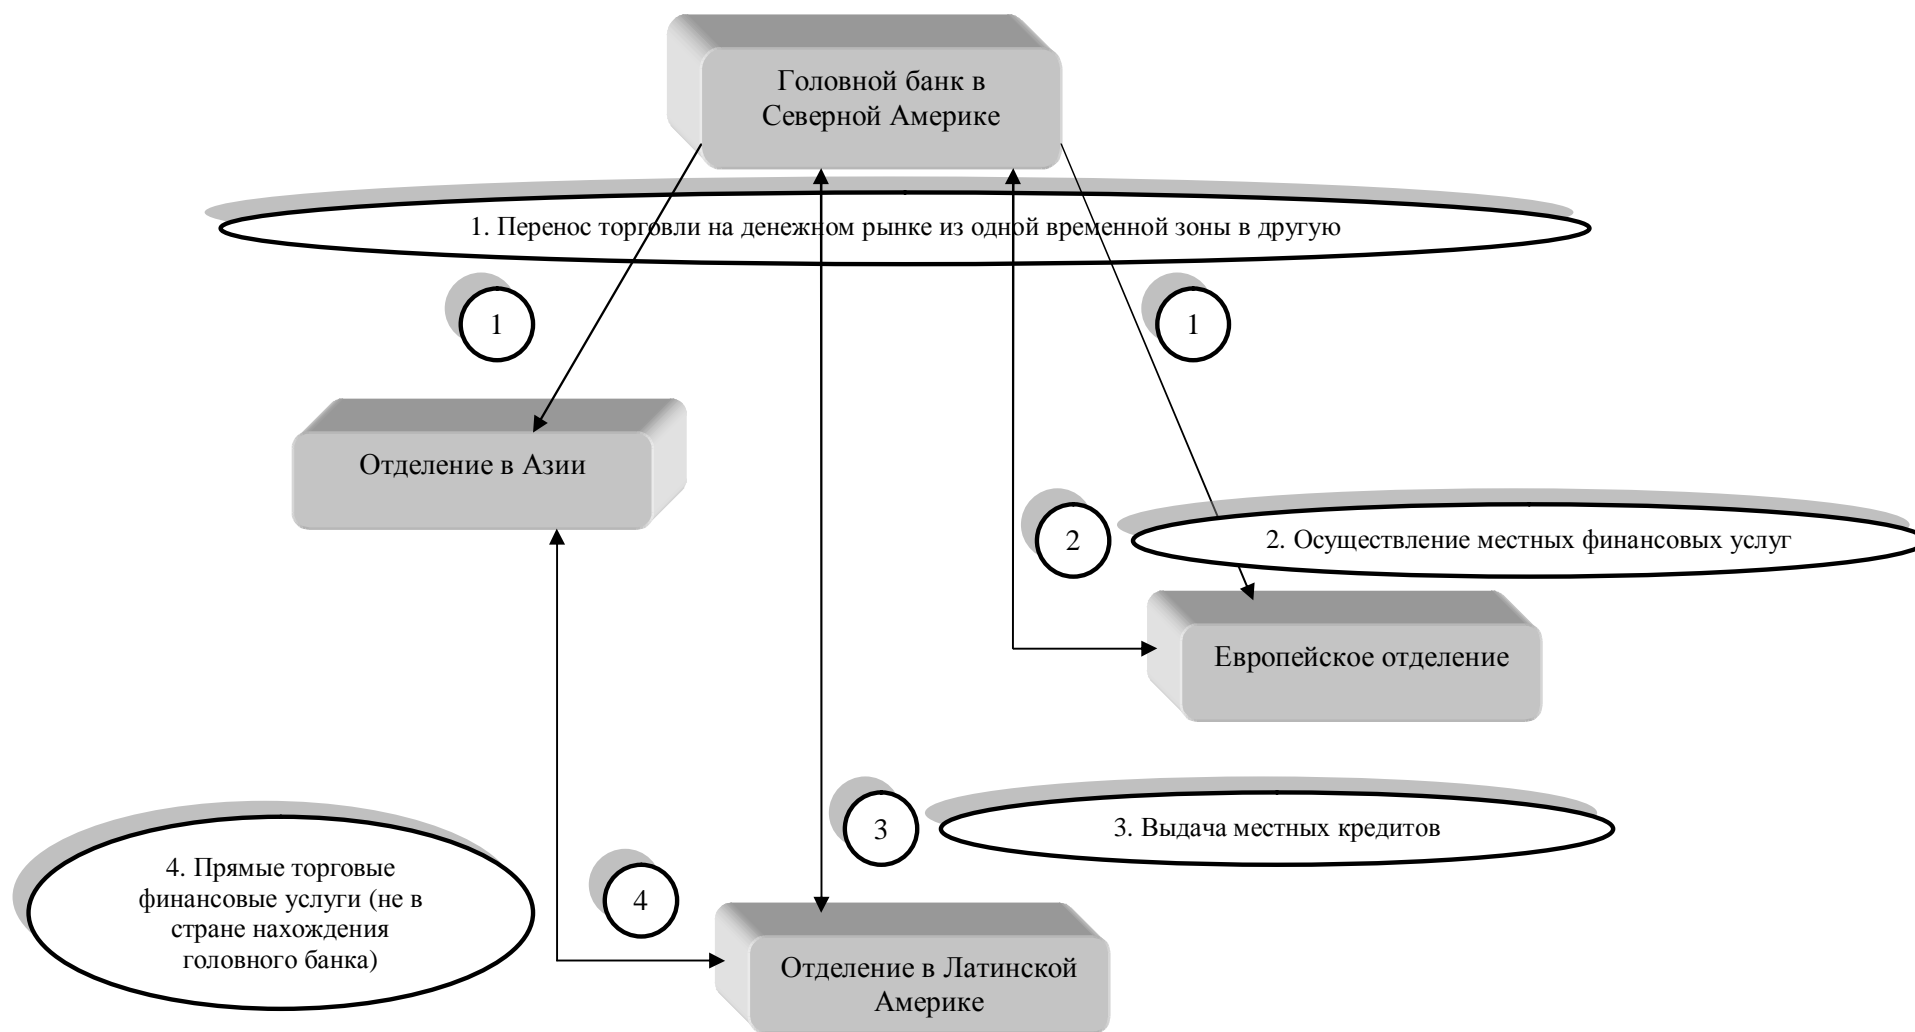 Головной банк в
Северной Америке
1. Перенос торговли на денежном рынке из одной временной зоны в другую
1
1
Отделение в Азии
2
2. Осуществление местных финансовых услуг
Европейское отделение
3
3. Выдача местных кредитов
4. Прямые торговые
финансовые услуги (не в
стране нахождения
головного банка)
4
Отделение в Латинской
Америке